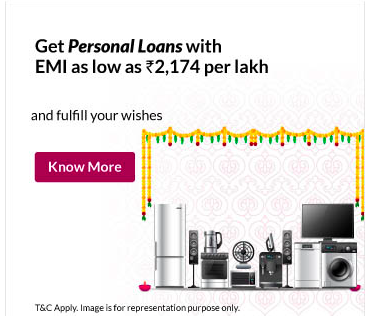 Get Personal Loans with
EMI as low as ₹2,174 per lakh
and fulfill your wishes
Know More
T&C Apply. Image is for representation purpose only.